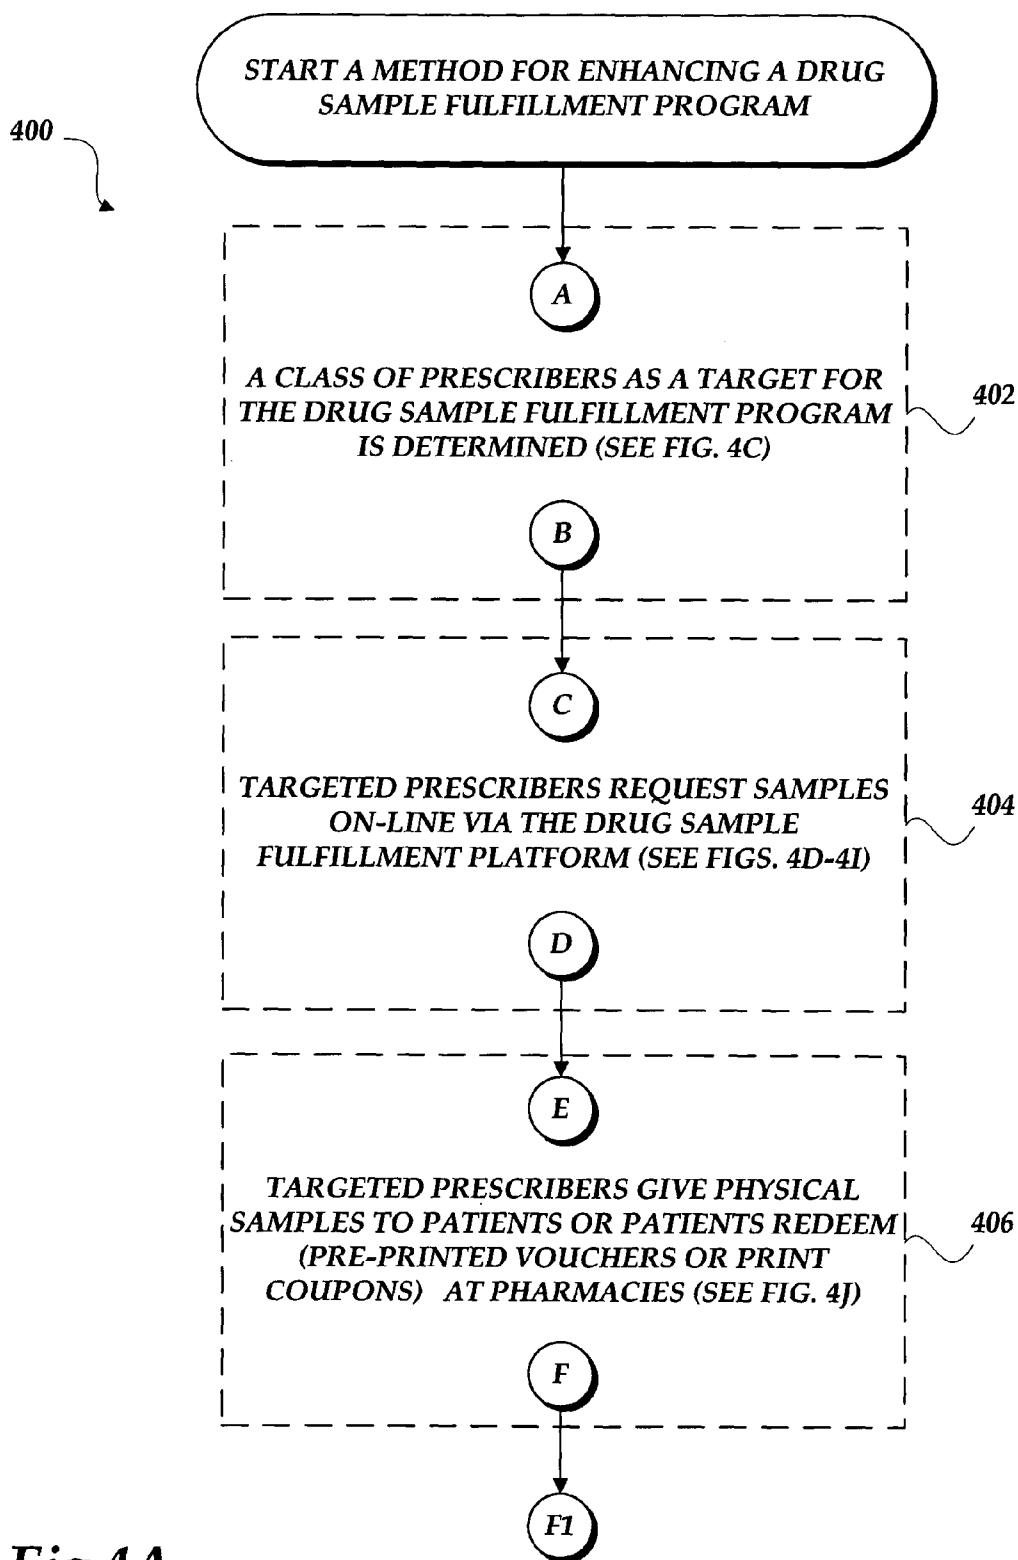 START A METHOD FOR ENHANCING A DRUG
SAMPLE FULFILLMENT PROGRAM
400
A
A CLASS OF PRESCRIBERS AS A TARGET FOR
THE DRUG SAMPLE FULFILLMENT PROGRAM
IS DETERMINED (SEE FIG. 4C)
402
B
C
TARGETED PRESCRIBERS REQUEST SAMPLES
ON-LINE VIA THE DRUG SAMPLE
FULFILLMENT PLATFORM (SEE FIGS. 4D-4I)
404
D
E
TARGETED PRESCRIBERS GIVE PHYSICAL
SAMPLES TO PATIENTS OR PATIENTS REDEEM
(PRE-PRINTED VOUCHERS OR PRINT
COUPONS) AT PHARMACIES (SEE FIG. 4J)
406
F
F1
Fig.4A.